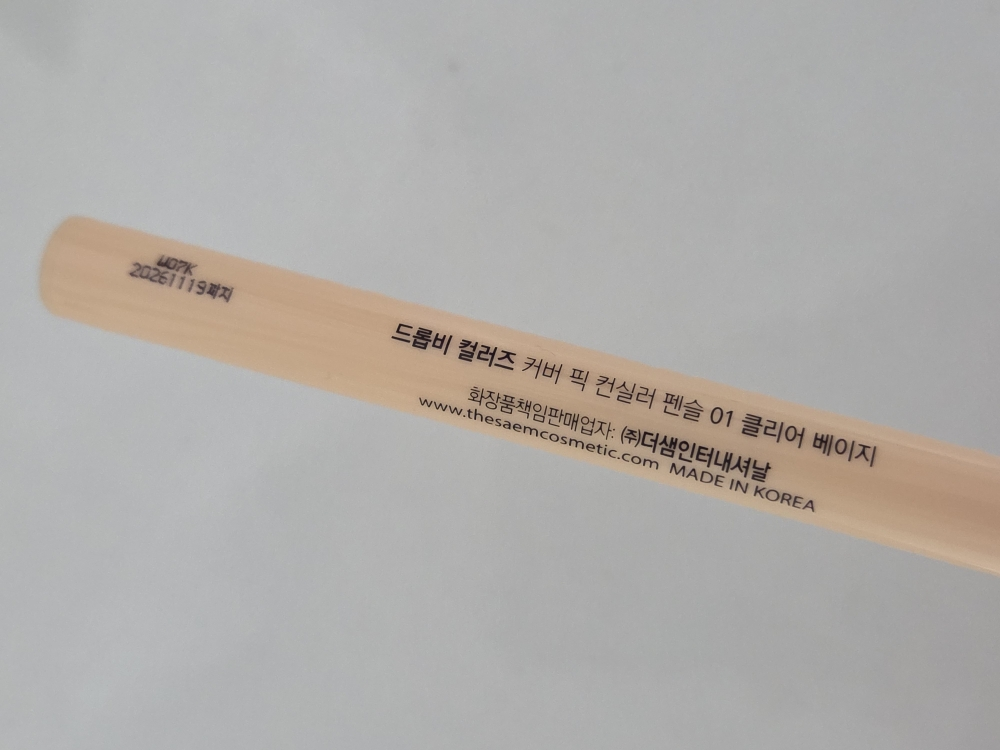 W07K
20261119까지
드롭비 컬러즈 커버 픽 컨실러 펜슬 01 클리어 베이지
화장품책임판매업자: ㈜더샘인터내셔날
www.thesaemcosmetic.com MADE IN KOREA